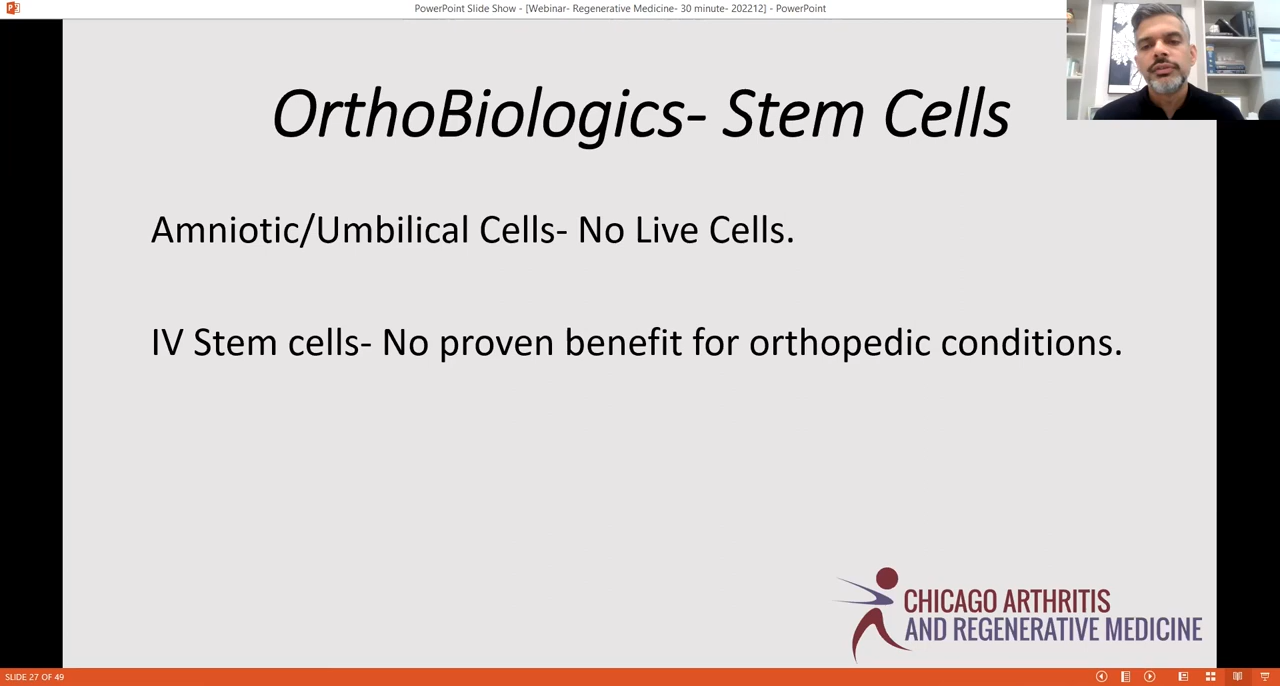 PowerPoint Slide Show - [Webinar- Regenerative Medicine- 30 minute- 202212] - PowerPoint
OrthoBiologics- Stem Cells
Amniotic/Umbilical Cells- No Live Cells.
IV Stem cells- No proven benefit for orthopedic conditions.
CHICAGO ARTHRITIS
AND REGENERATIVE MEDICINE
SLIDE 27 OF 49